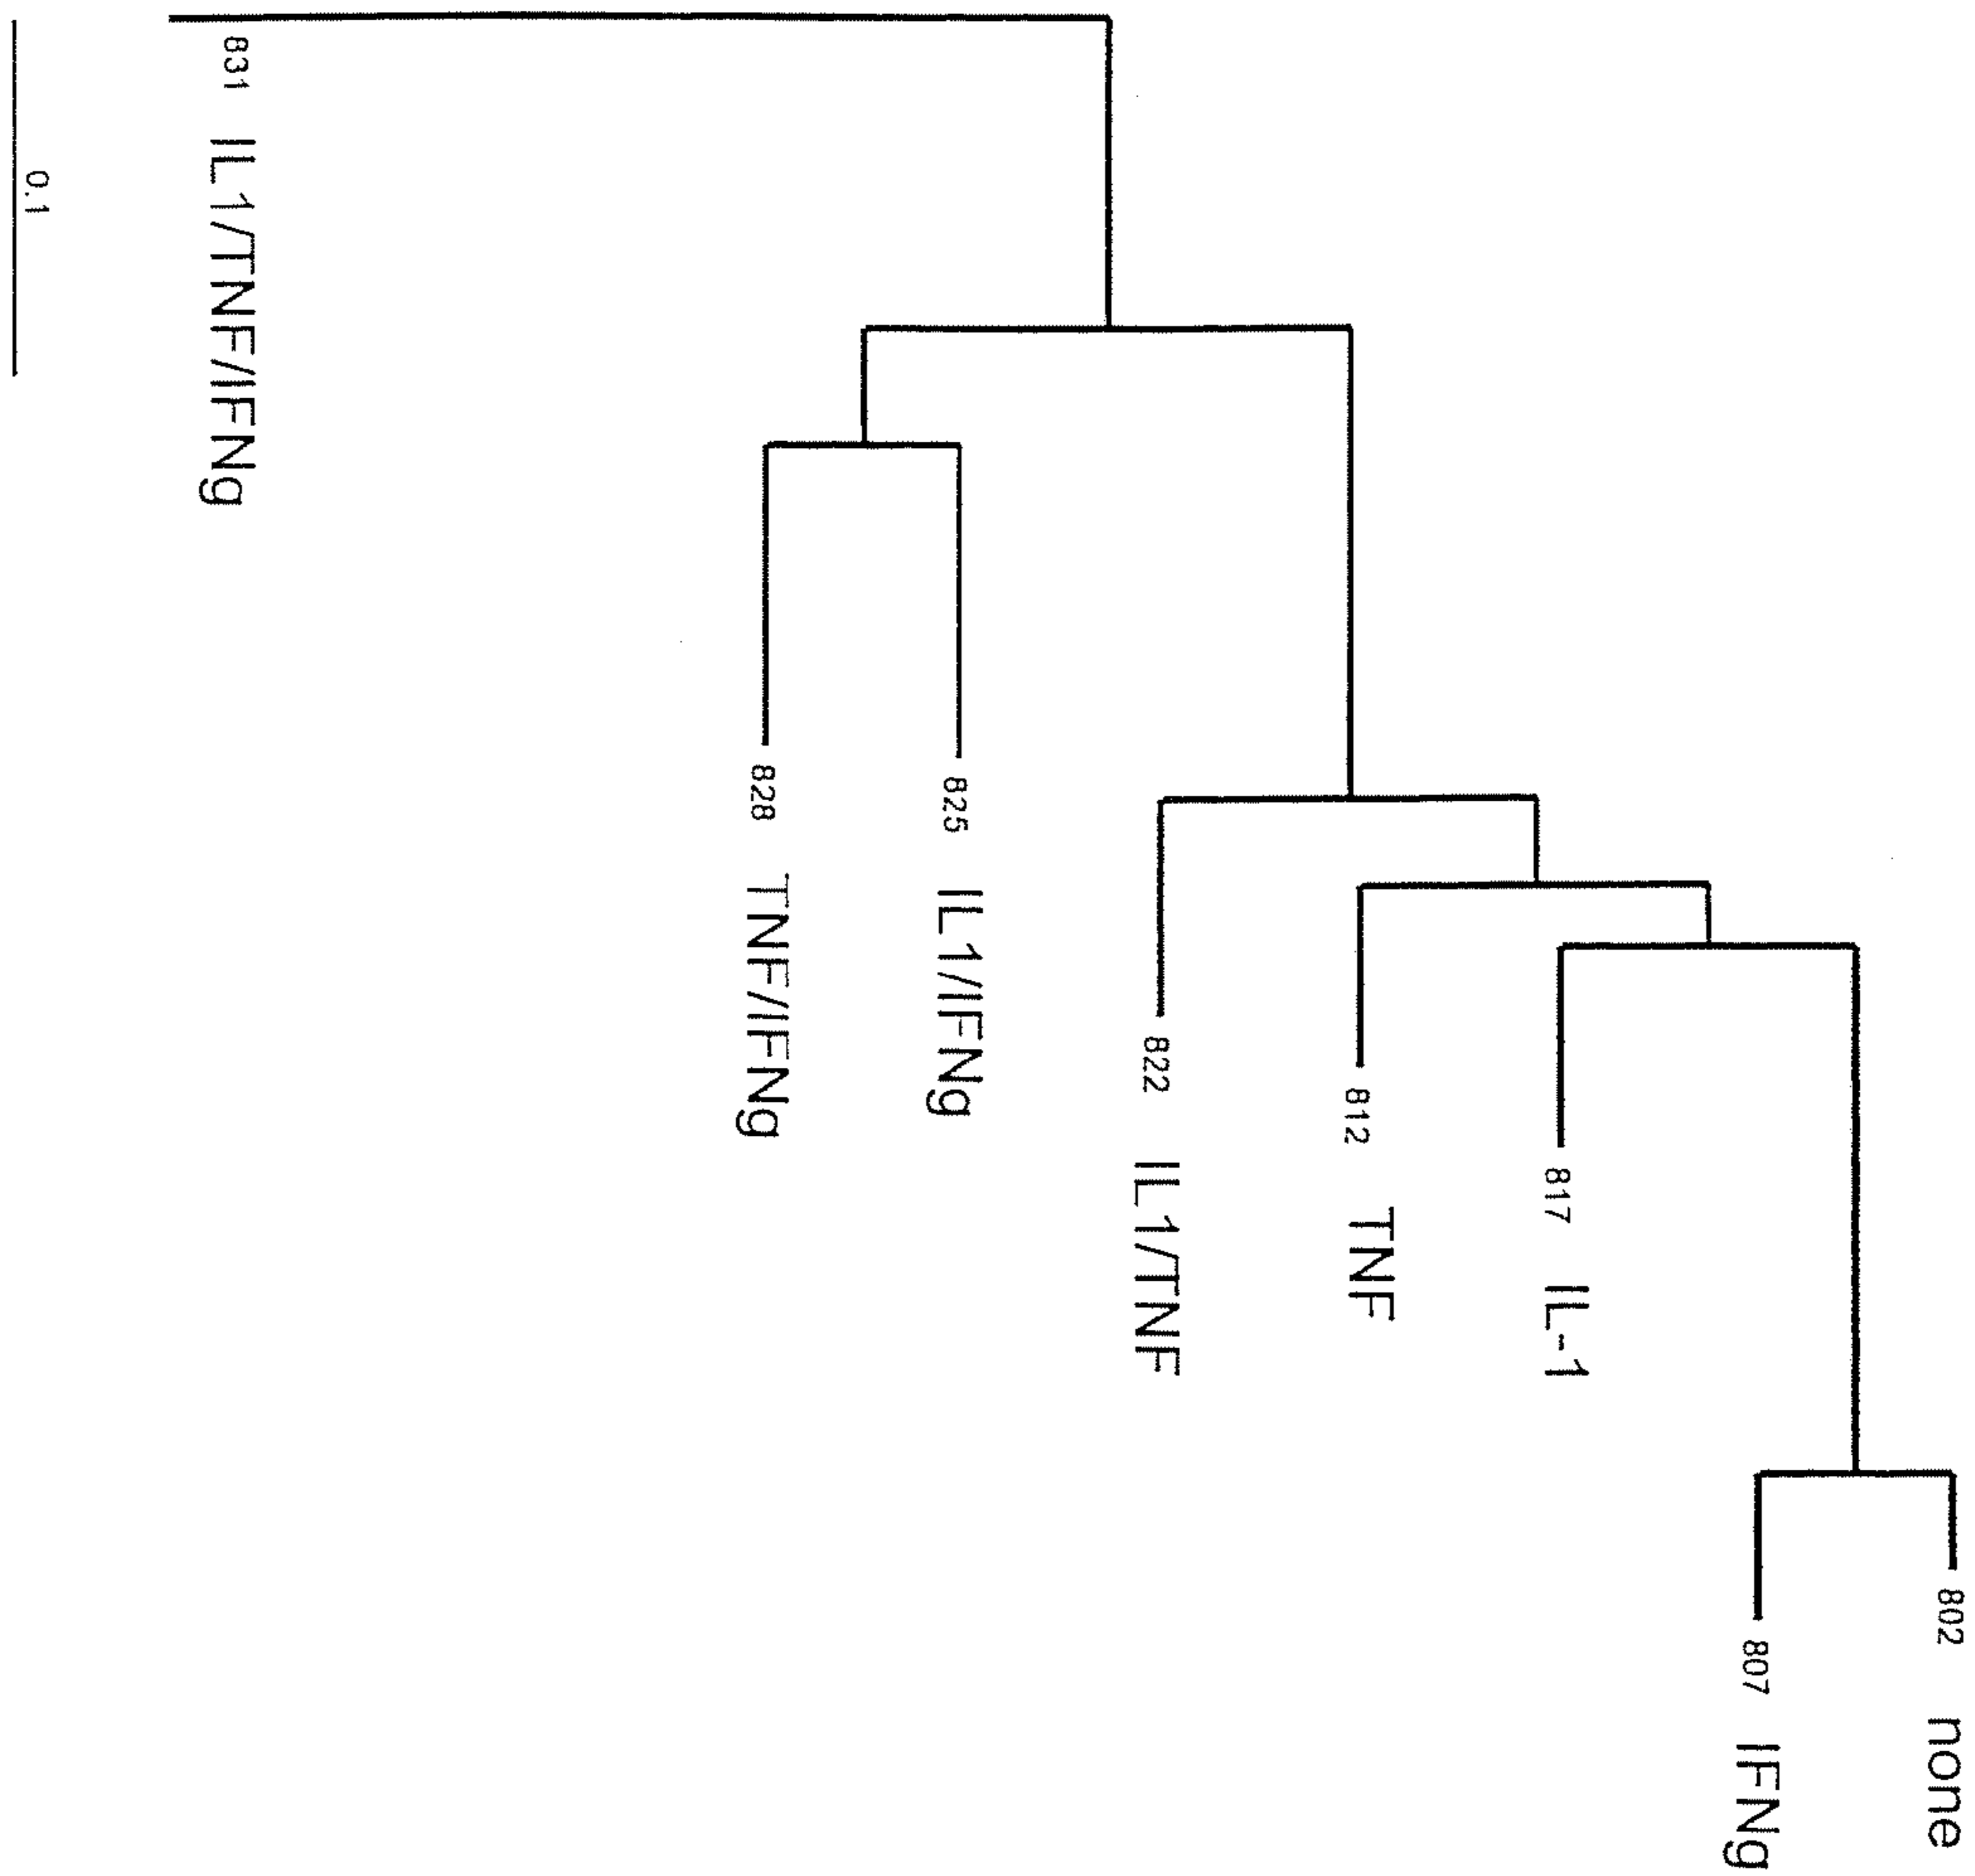 802 none
807 IFNg
817 IL-1
812 TNF
822 IL1/TNF
825 IL1/IFNg
828 TNF/IFNg
831 IL1/TNF/IFNg
0.1